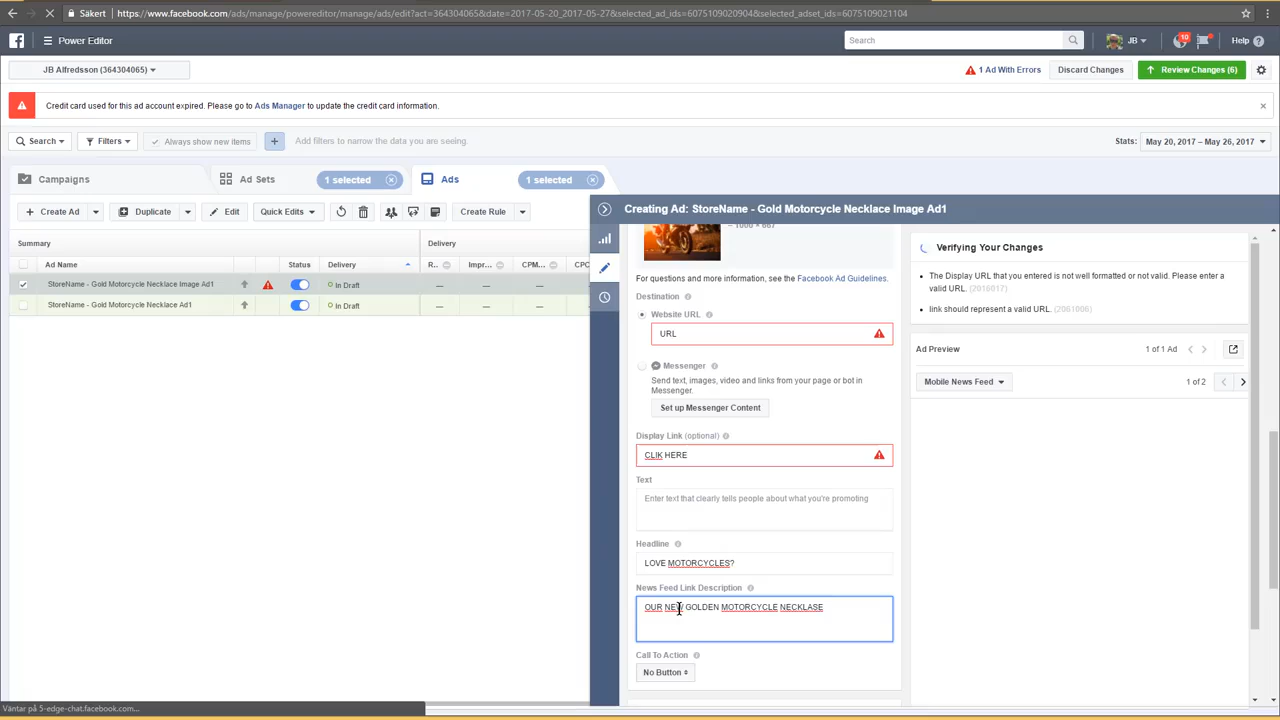 Säkert
https://www.facebook.com/ads/manage/powereditor/manage/ads/edit?act=364304065&date=2017-05-20_2017-05-27&selected_ad_ids=6075109020904&selected_adset_ids=6075109021104
Power Editor
Search
JB
10
Help
JB Alfredsson (364304065)
1 Ad With Errors
Discard Changes
Review Changes (6)
Credit card used for this ad account expired. Please go to Ads Manager to update the credit card information.
Search
Filters
Always show new items
+
Add filters to narrow the data you are seeing.
Stats:
May 20, 2017 – May 26, 2017
Campaigns
Ad Sets
1 selected
Ads
1 selected
Create Ad
Duplicate
Edit
Quick Edits
Create Rule
Summary
Delivery
Ad Name
Status
Delivery
R...
Impr...
CPM...
CPC
StoreName - Gold Motorcycle Necklace Image Ad1
In Draft
—
—
—
—
StoreName - Gold Motorcycle Necklace Ad1
In Draft
—
—
—
—
Creating Ad: StoreName - Gold Motorcycle Necklace Image Ad1
– 1000 × 667
For questions and more information, see the Facebook Ad Guidelines.
Destination
Website URL
URL
Messenger
Send text, images, video and links from your page or bot in
Messenger.
Set up Messenger Content
Display Link (optional)
CLIK HERE
Text
Enter text that clearly tells people about what you're promoting
Headline
LOVE MOTORCYCLES?
News Feed Link Description
OUR NEW GOLDEN MOTORCYCLE NECKLASE
Call To Action
No Button
Verifying Your Changes
The Display URL that you entered is not well formatted or not valid. Please enter a
valid URL. (2016017)
link should represent a valid URL. (2061006)
Ad Preview
1 of 1 Ad
Mobile News Feed
1 of 2
Väntar på 5-edge-chat.facebook.com...